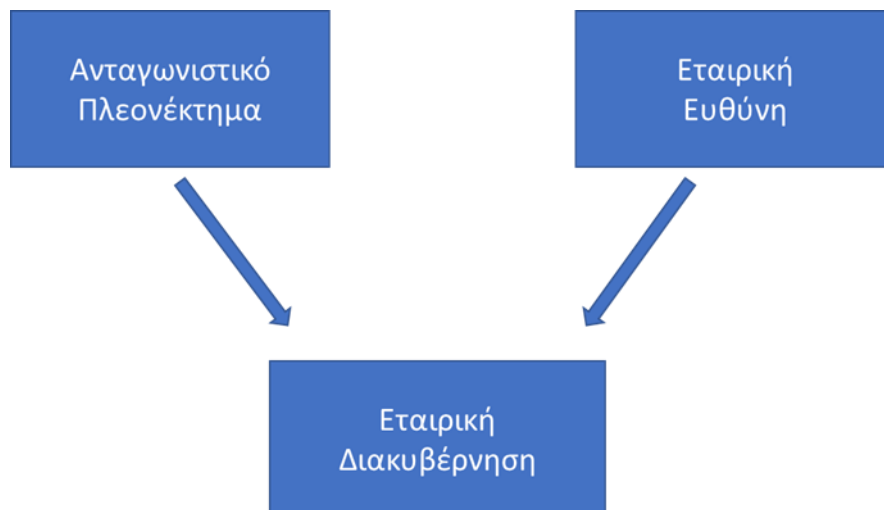 Ανταγωνιστικό
Πλεονέκτημα
Εταιρική
Ευθύνη
Εταιρική
Διακυβέρνηση